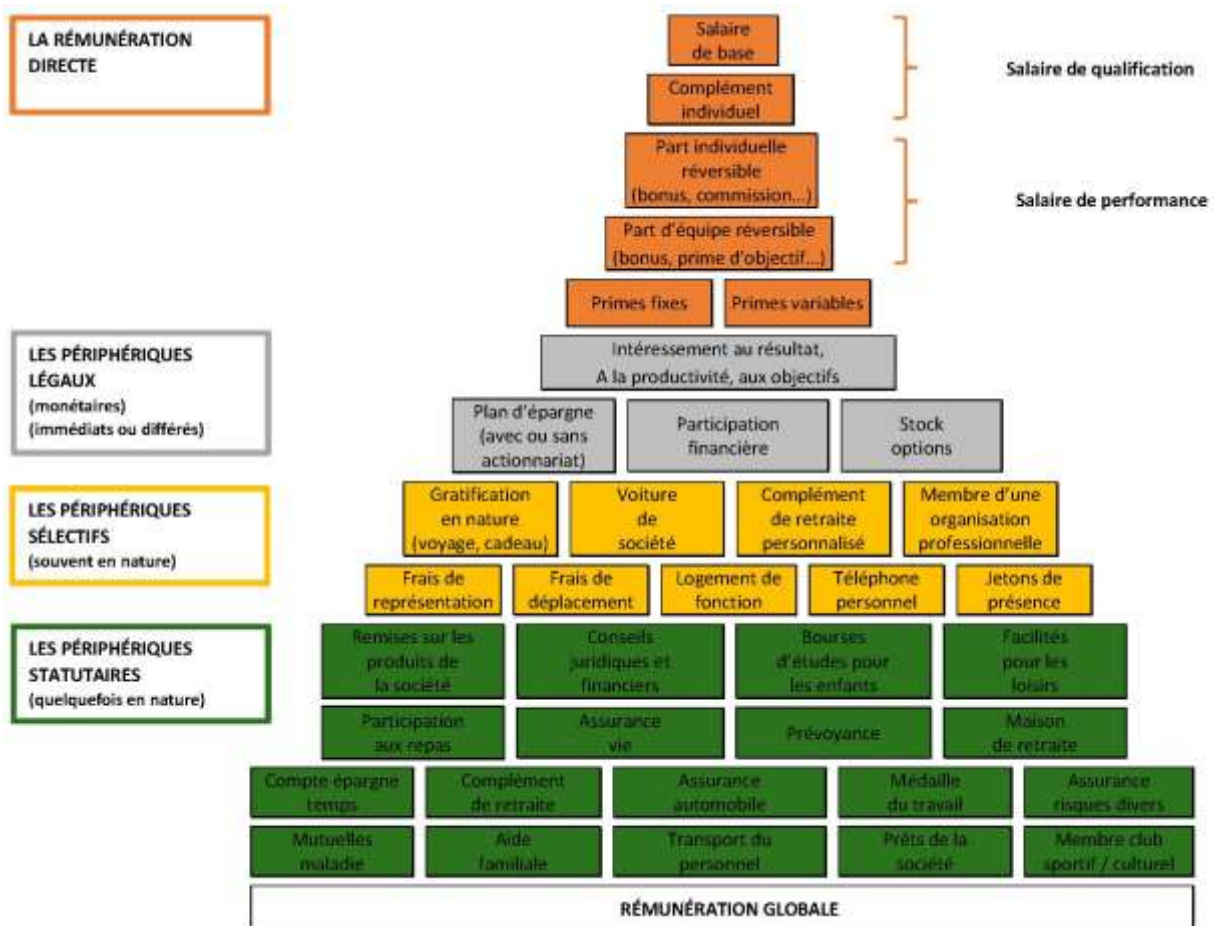 LA RÉMUNÉRATION
DIRECTE
Salaire
de base
Complément
individuel
Salaire de qualification
Part individuelle
réversible
(bonus, commission...)
Part d'équipe réversible
(bonus, prime d'objectif...)
Salaire de performance
Primes fixes
Primes variables
LES PÉRIPHÉRIQUES
LÉGAUX
(monétaires)
(immédiats ou différés)
Intéressement au résultat,
A la productivité, aux objectifs
Plan d'épargne
(avec ou sans
actionnariat)
Participation
financière
Stock
options
LES PÉRIPHÉRIQUES
SÉLECTIFS
(souvent en nature)
Gratification
en nature
(voyage, cadeau)
Voiture
de
société
Complément
de retraite
personnalisé
Membre d'une
organisation
professionnelle
Frais de
représentation
Frais de
déplacement
Logement de
fonction
Téléphone
personnel
Jetons de
présence
LES PÉRIPHÉRIQUES
STATUTAIRES
(quelquefois en nature)
Remises sur les
produits de
la société
Conseils
juridiques et
financiers
Bourses
d'études pour
les enfants
Facilités
pour les
loisirs
Participation
aux repas
Assurance
vie
Prévoyance
Maison
de retraite
Compte épargne
temps
Complément
de retraite
Assurance
automobile
Médaille
du travail
Assurance
risques divers
Mutuelles
maladie
Aide
familiale
Transport du
personnel
Prêts de la
société
Membre club
sportif / culturel
RÉMUNÉRATION GLOBALE